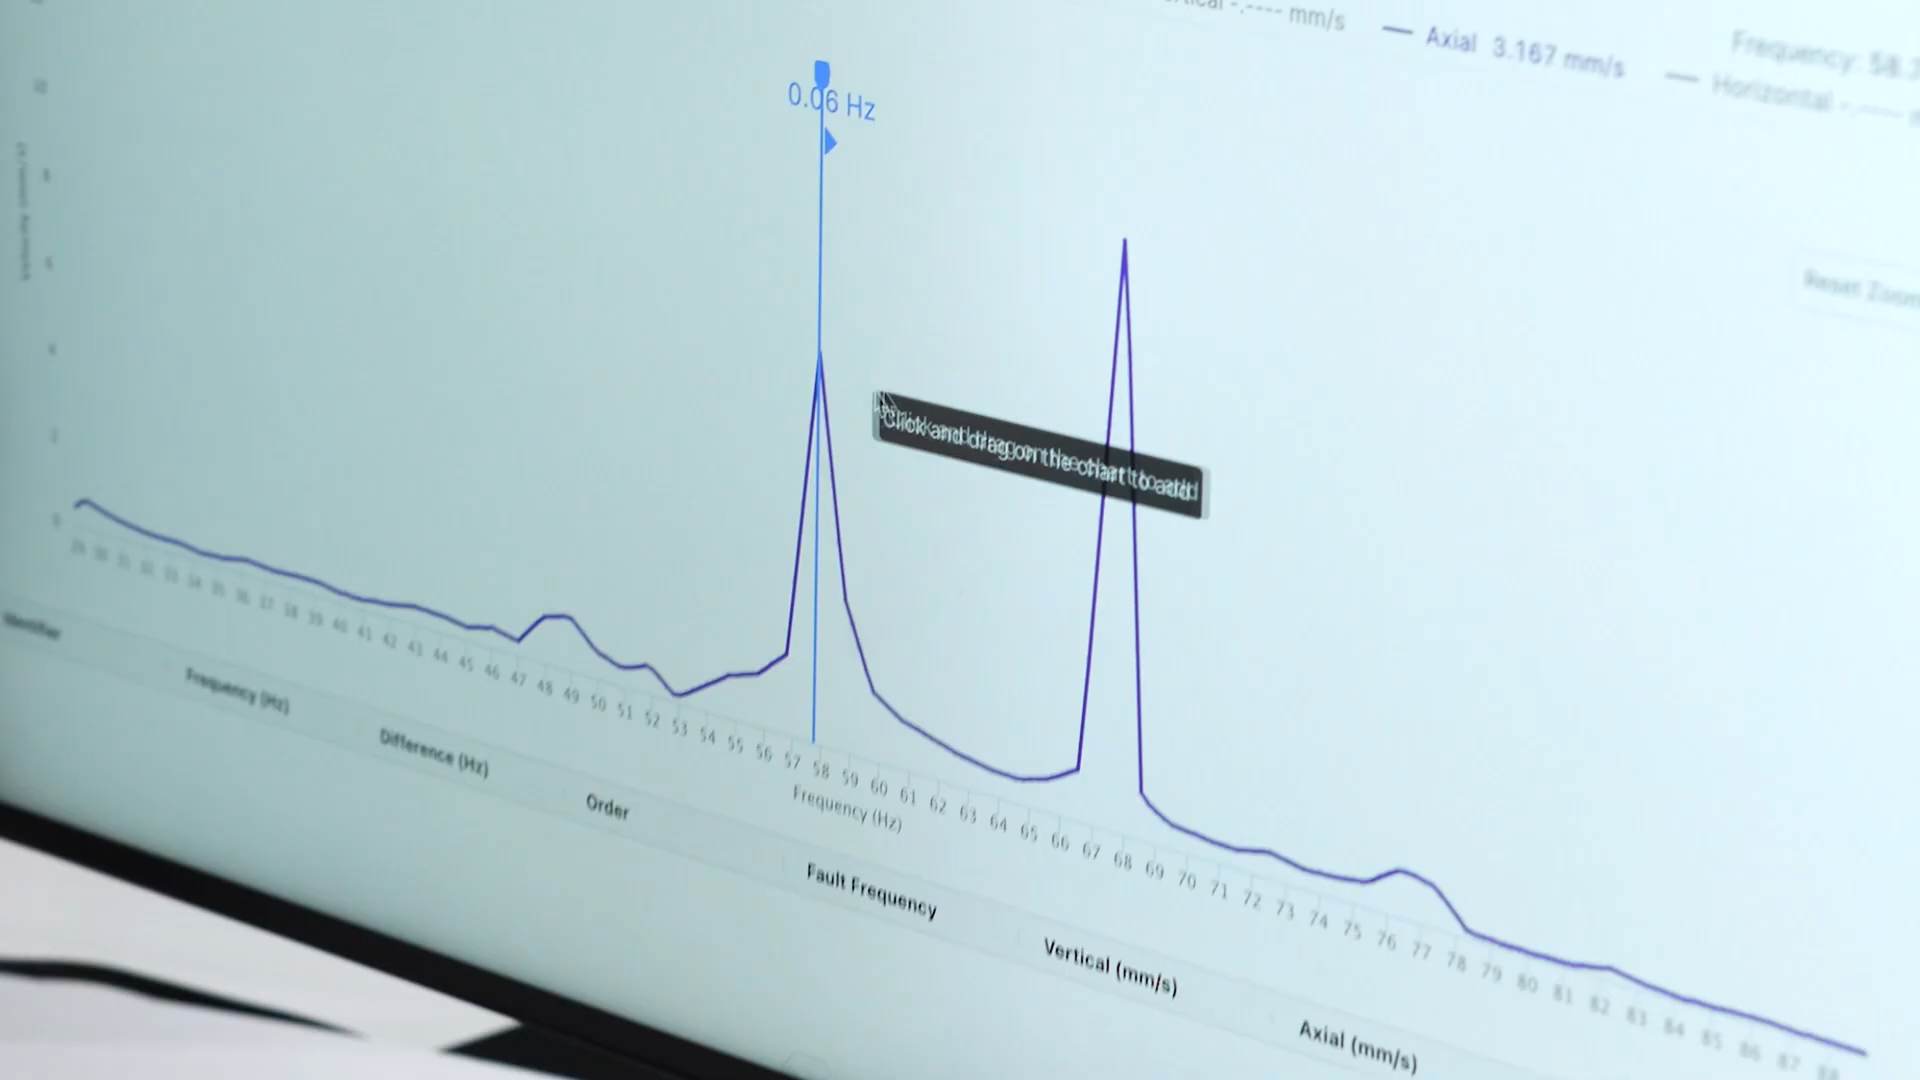 -.---- mm/s
Axial 3.167 mm/s
Frequency: 58.
Horizontal -.----
0.06 Hz
Reset Zoom
Click and drag on the chart to add
29 30 31 32 33 34 35 36 37 38 39 40 41 42 43 44 45 46 47 48 49 50 51 52 53 54 55 56 57 58 59 60 61 62 63 64 65 66 67 68 69 70 71 72 73 74 75 76 77 78 79 80 81 82 83 84 85 86 87 88
Frequency (Hz)
Identifier
Frequency (Hz)
Difference (Hz)
Order
Fault Frequency
Vertical (mm/s)
Axial (mm/s)